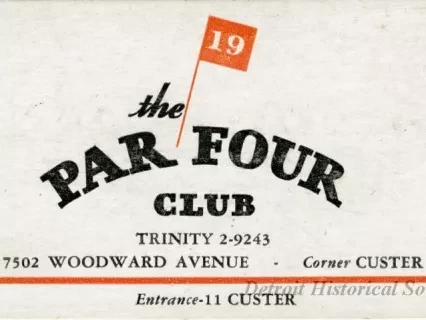 19
the
PAR FOUR
CLUB
TRINITY 2-9243
7502 WOODWARD AVENUE - Corner CUSTER
Detroit Historical So
Entrance-11 CUSTER